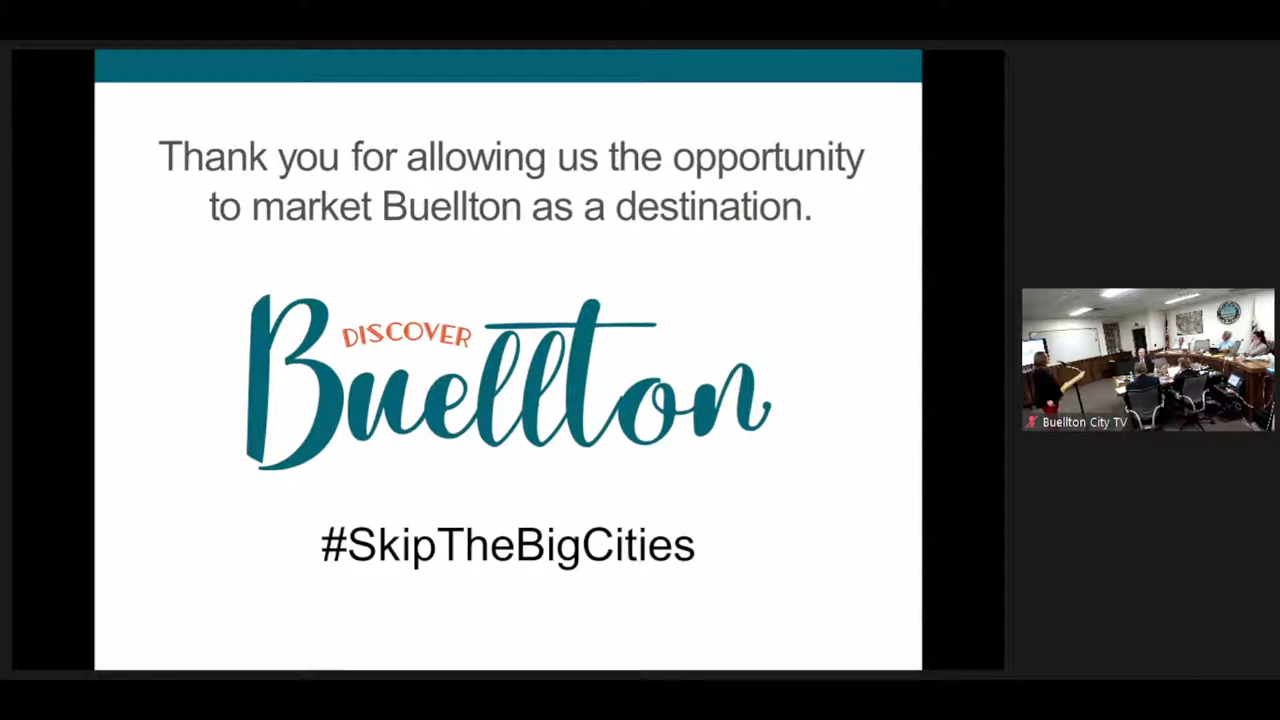 Thank you for allowing us the opportunity
to market Buellton as a destination.
DISCOVER
Buellton
#SkipTheBigCities
Buellton City TV